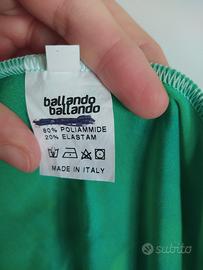 ballando
ballando
80% POLIAMMIDE
20% ELASTAM
MADE IN ITALY
subito